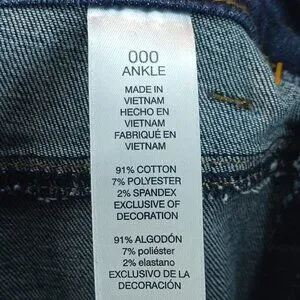 000
ANKLE
MADE IN
VIETNAM
HECHO EN
VIETNAM
FABRIQUÉ EN
VIETNAM
91% COTTON
7% POLYESTER
2% SPANDEX
EXCLUSIVE OF
DECORATION
91% ALGODÓN
7% poliéster
2% elastano
EXCLUSIVO DE LA
DECORACIÓN